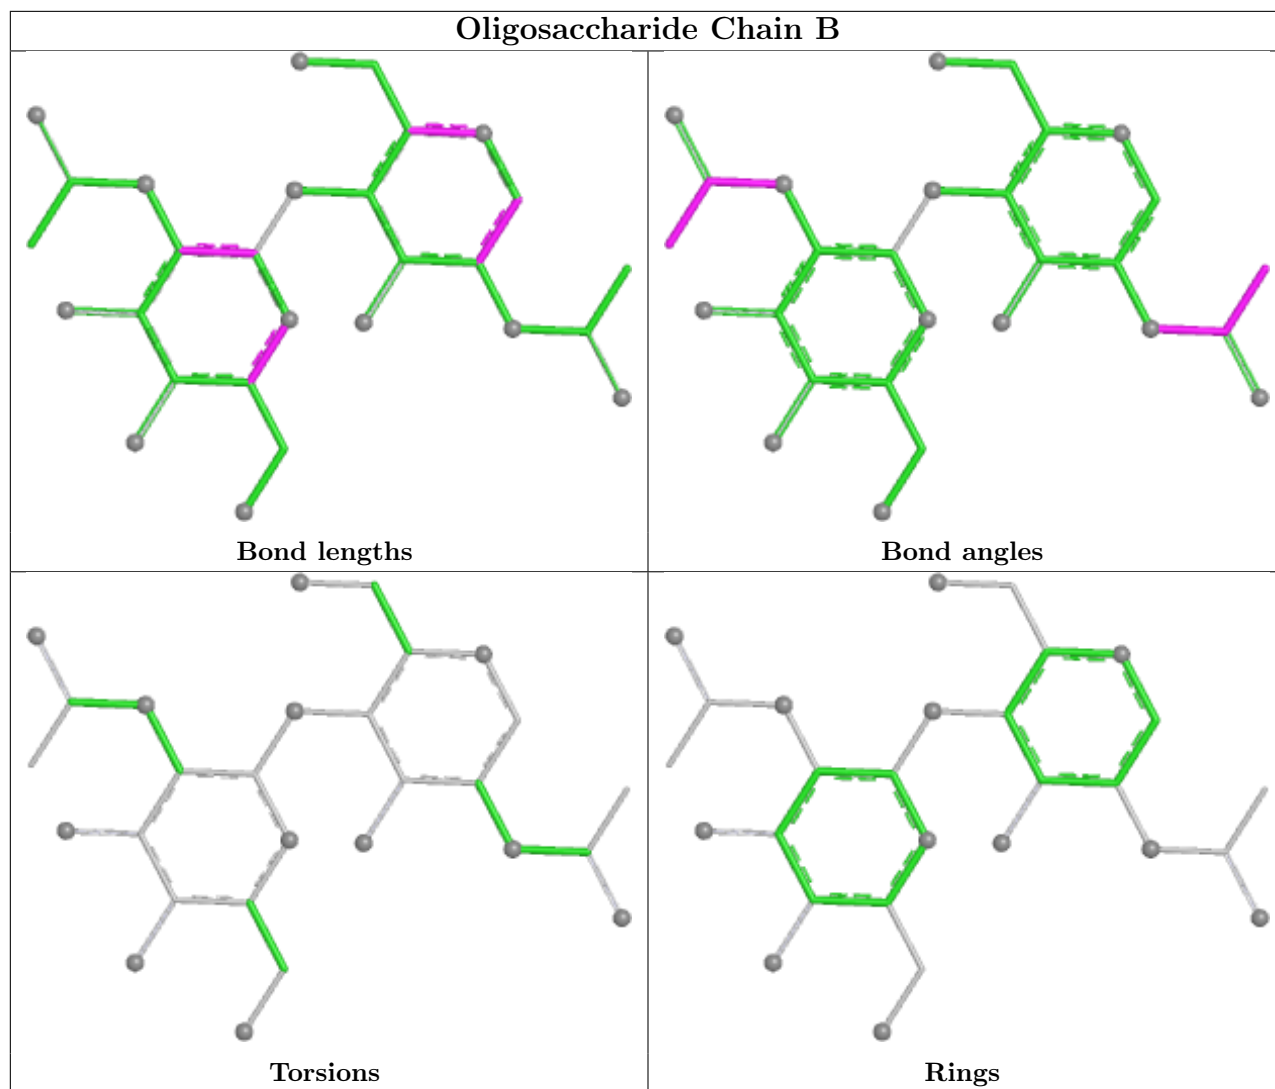 Oligosaccharide Chain B
Bond lengths
Bond angles
Torsions
Rings